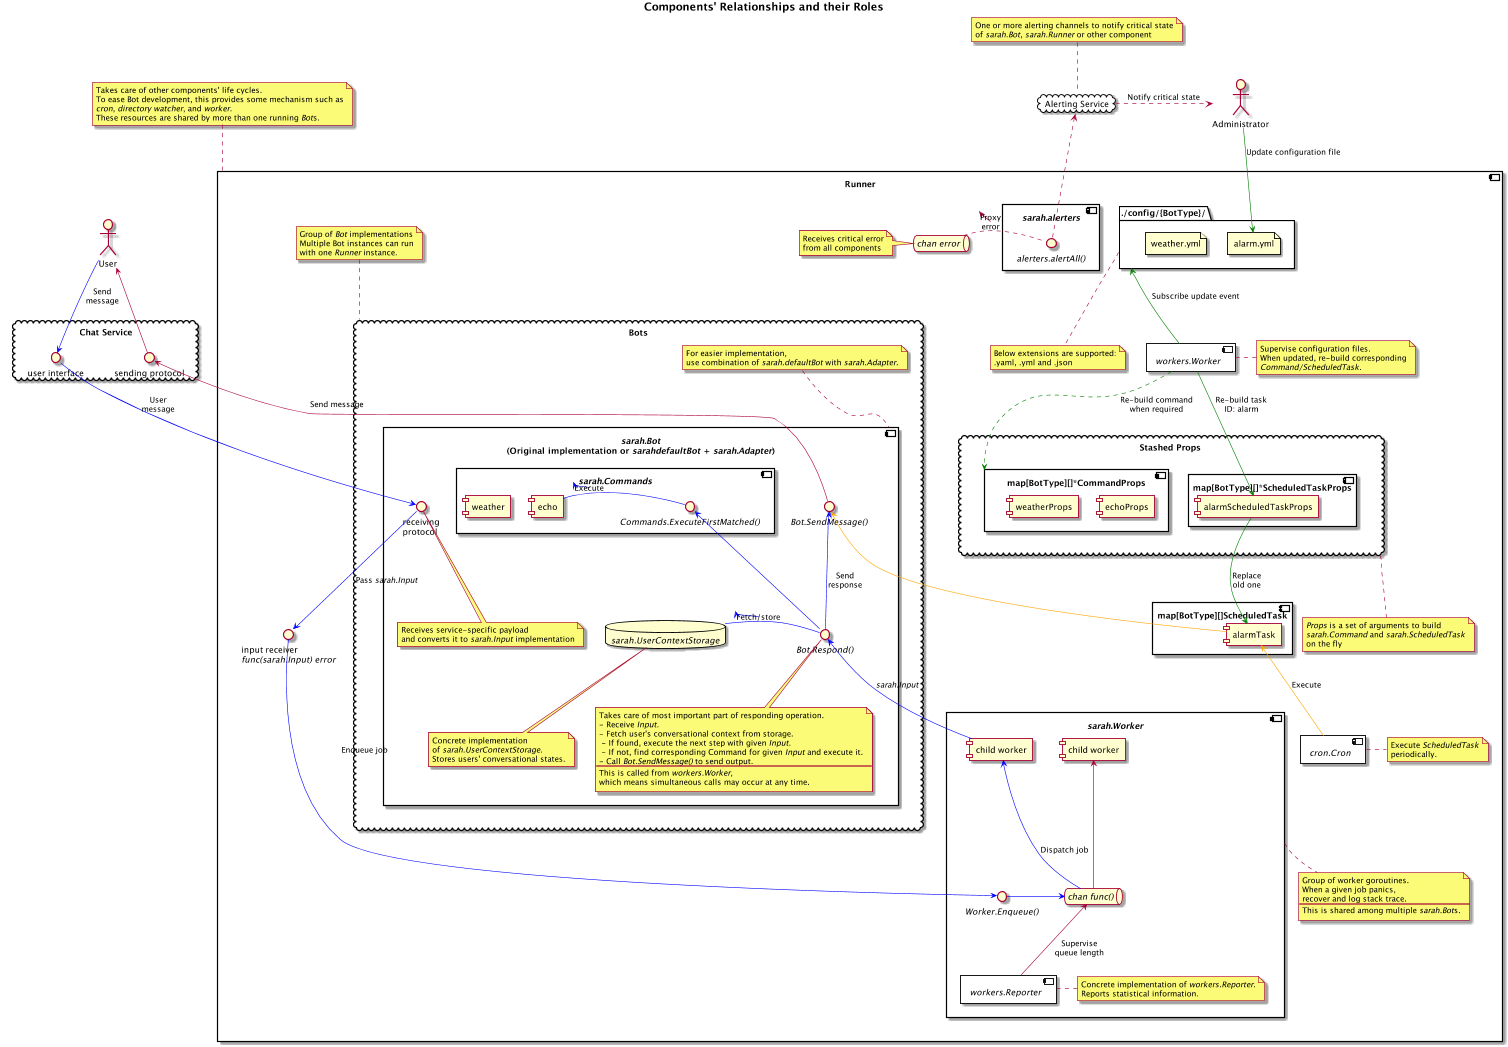 Components' Relationships and their Roles
One or more alerting channels to notify critical state
of sarah.Bot, sarah.Runner or other component
Takes care of other components' life cycles.
To ease Bot development, this provides some mechanism such as
cron, directory watcher, and worker.
These resources are shared by more than one running Bots.
Alerting Service
Notify critical state
Administrator
Update configuration file
Runner
User
Send
message
Chat Service
user interface
sending protocol
User
message
Send message
Group of Bot implementations
Multiple Bot instances can run
with one Runner instance.
Receives critical error
from all components
chan error
Proxy
error
sarah.alerters
alerters.alertAll()
./config/{BotType}/
weather.yml
alarm.yml
Subscribe update event
Below extensions are supported:
.yaml, .yml and .json
workers.Worker
Supervise configuration files.
When updated, re-build corresponding
Command/ScheduledTask.
Re-build command
when required
Re-build task
ID: alarm
Bots
For easier implementation,
use combination of sarah.defaultBot with sarah.Adapter.
sarah.Bot
(Original implementation or sarahdefaultBot + sarah.Adapter)
sarah.Commands
Execute
weather
echo
Commands.ExecuteFirstMatched()
receiving
protocol
Bot.SendMessage()
Stashed Props
map[BotType][]*CommandProps
weatherProps
echoProps
map[BotType][]*ScheduledTaskProps
alarmScheduledTaskProps
Pass sarah.Input
Send
response
Replace
old one
Receives service-specific payload
and converts it to sarah.Input implementation
Fetch/store
sarah.UserContextStorage
Bot.Respond()
input receiver
func(sarah.Input) error
map[BotType][]ScheduledTask
alarmTask
Props is a set of arguments to build
sarah.Command and sarah.ScheduledTask
on the fly
sarah.Input
Execute
Concrete implementation
of sarah.UserContextStorage.
Stores users' conversational states.
Takes care of most important part of responding operation.
- Receive Input.
- Fetch user's conversational context from storage.
- If found, execute the next step with given Input.
- If not, find corresponding Command for given Input and execute it.
- Call Bot.SendMessage() to send output.
This is called from workers.Worker,
which means simultaneous calls may occur at any time.
Enqueue job
sarah.Worker
child worker
child worker
cron.Cron
Execute ScheduledTask
periodically.
Dispatch job
Worker.Enqueue()
chan func()
Group of worker goroutines.
When a given job panics,
recover and log stack trace.
This is shared among multiple sarah.Bots.
Supervise
queue length
workers.Reporter
Concrete implementation of workers.Reporter.
Reports statistical information.